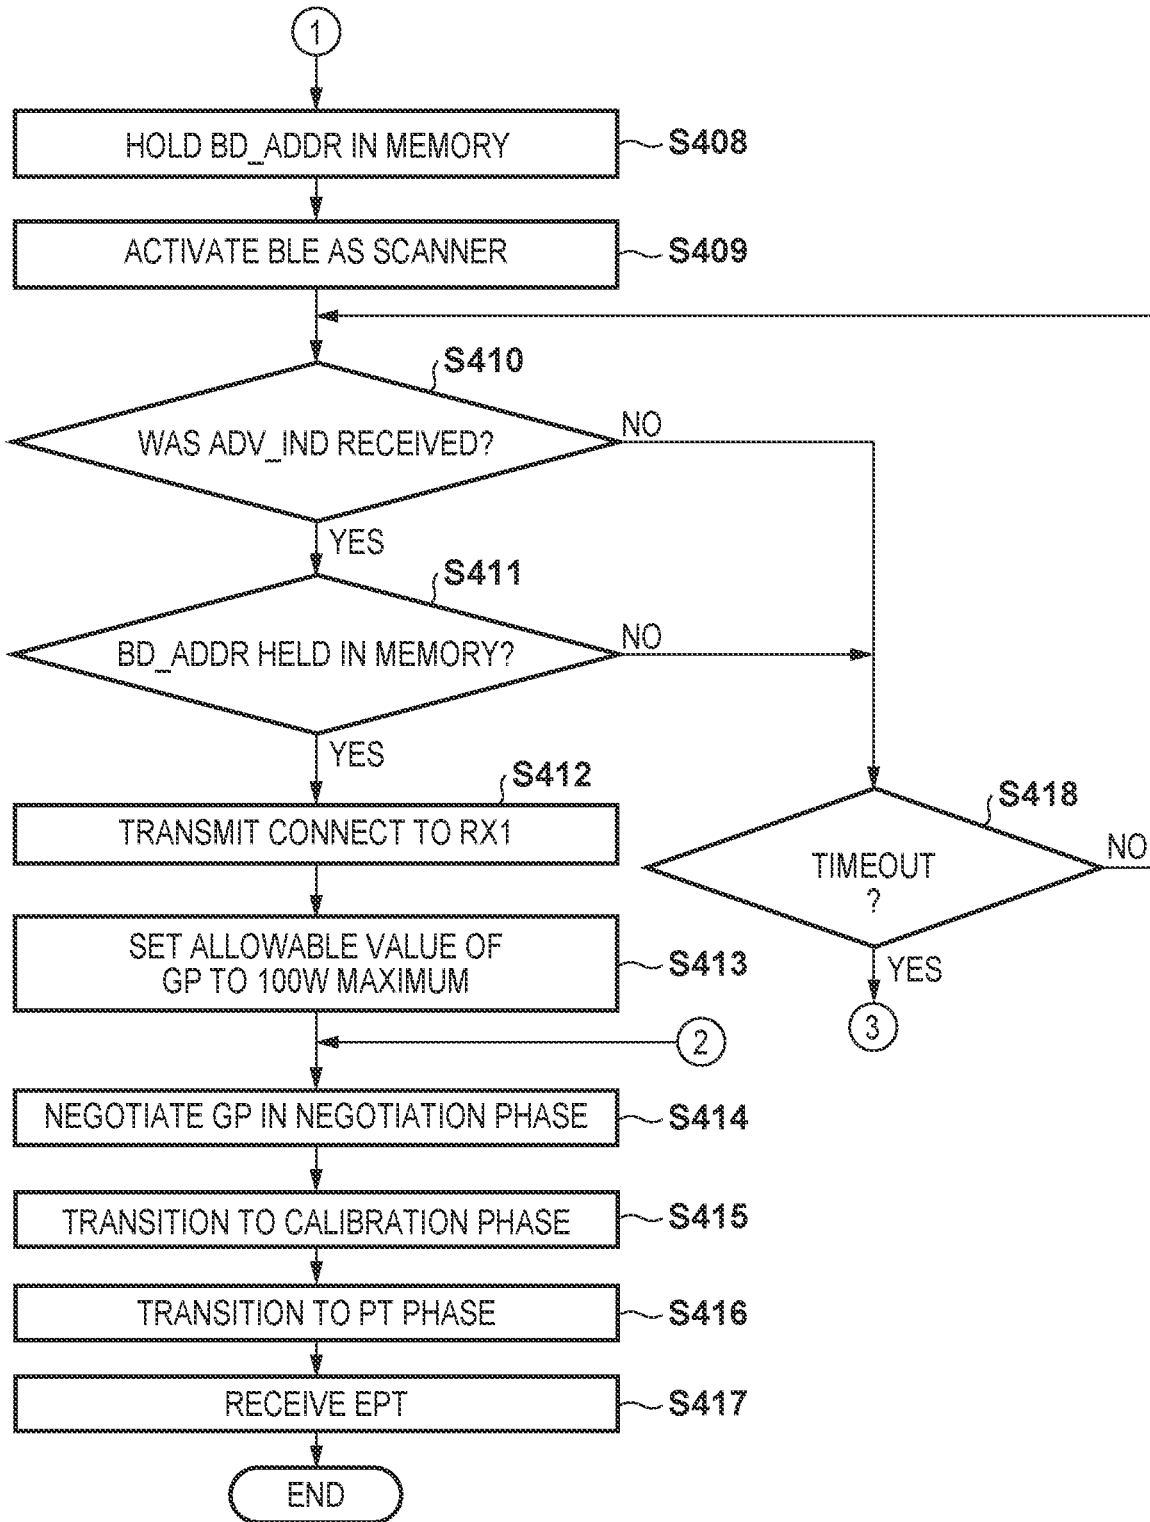 1
HOLD BD_ADDR IN MEMORY
S408
ACTIVATE BLE AS SCANNER
S409
S410
WAS ADV_IND RECEIVED?
NO
YES
S411
BD_ADDR HELD IN MEMORY?
NO
YES
S412
TRANSMIT CONNECT TO RX1
S418
TIMEOUT
?
NO
YES
3
SET ALLOWABLE VALUE OF
GP TO 100W MAXIMUM
S413
2
NEGOTIATE GP IN NEGOTIATION PHASE
S414
TRANSITION TO CALIBRATION PHASE
S415
TRANSITION TO PT PHASE
S416
RECEIVE EPT
S417
END